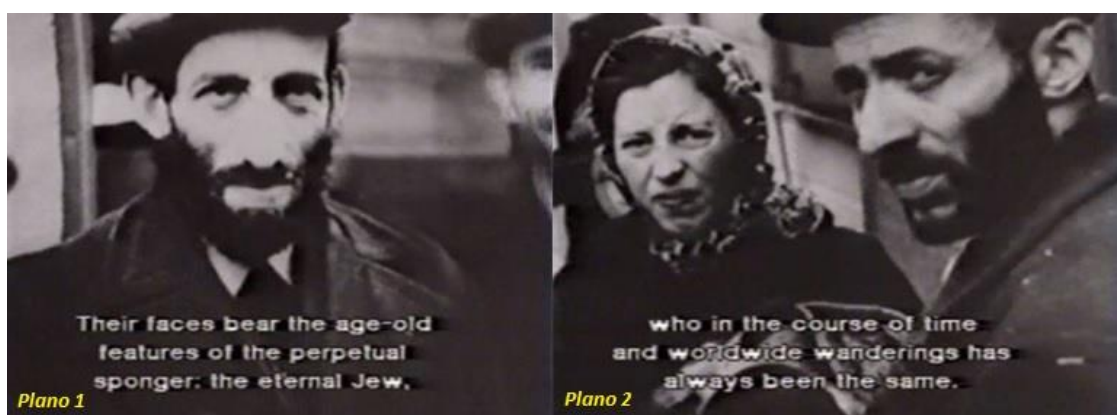 Their faces bear the age-old
features of the perpetual
sponger: the eternal Jew,
Plano 1
who in the course of time
and worldwide wanderings has
always been the same.
Plano 2